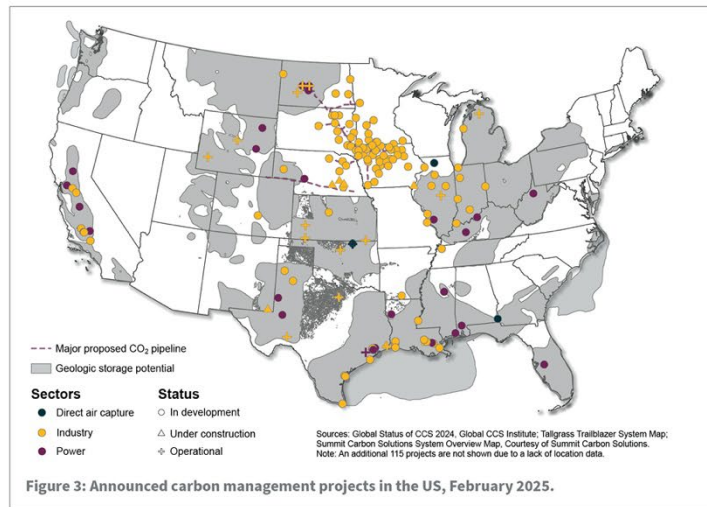 Major proposed CO₂ pipeline
Geologic storage potential
Sectors
Status
Direct air capture
In development
Industry
Under construction
Power
Operational
Sources: Global Status of CCS 2024, Global CCS Institute; Tallgrass Trailblazer System Map;
Summit Carbon Solutions System Overview Map, Courtesy of Summit Carbon Solutions.
Note: An additional 115 projects are not shown due to a lack of location data.
Figure 3: Announced carbon management projects in the US, February 2025.